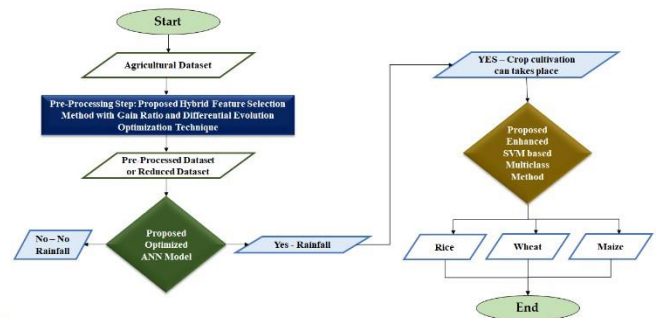 Start
Agricultural Dataset
Pre-Processing Step: Proposed Hybrid Feature Selection
Method with Gain Ratio and Differential Evolution
Optimization Technique
Pre-Processed Dataset
or Reduced Dataset
No – No
Rainfall
Proposed
Optimized
ANN Model
Yes - Rainfall
YES – Crop cultivation
can takes place
Proposed
Enhanced
SVM based
Multiclass
Method
Rice
Wheat
Maize
End